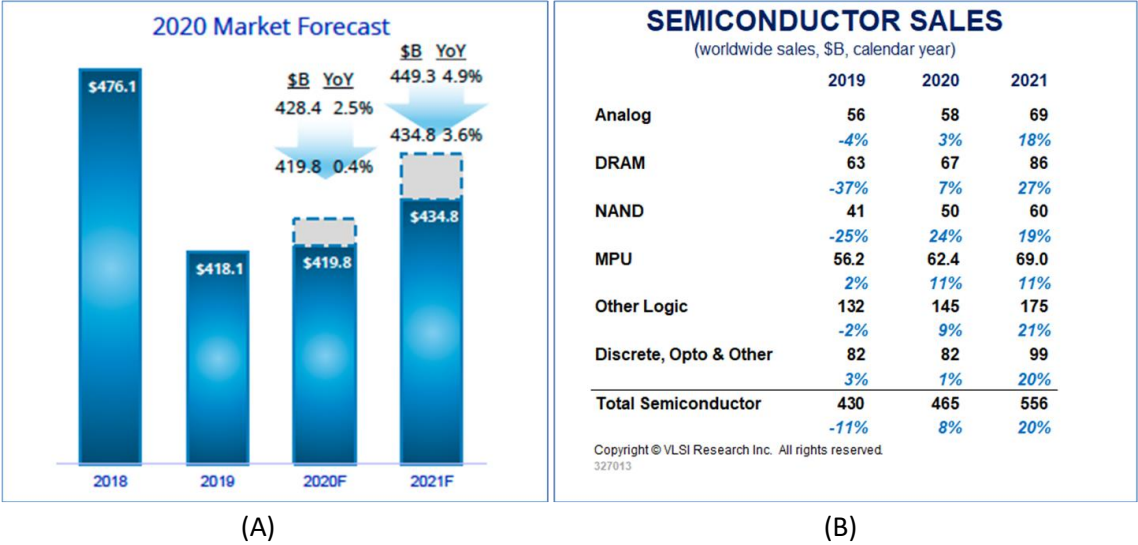 2020 Market Forecast
$B YoY
449.3 4.9%
434.8 3.6%
$B YoY
428.4 2.5%
419.8 0.4%
$476.1
$418.1
$419.8
$434.8
2018 2019 2020F 2021F
(A)
SEMICONDUCTOR SALES
(worldwide sales, $B, calendar year)
2019 2020 2021
Analog 56 58 69
-4% 3% 18%
DRAM 63 67 86
-37% 7% 27%
NAND 41 50 60
-25% 24% 19%
MPU 56.2 62.4 69.0
2% 11% 11%
Other Logic 132 145 175
-2% 9% 21%
Discrete, Opto & Other 82 82 99
3% 1% 20%
Total Semiconductor 430 465 556
-11% 8% 20%
Copyright © VLSI Research Inc. All rights reserved.
327013
(B)